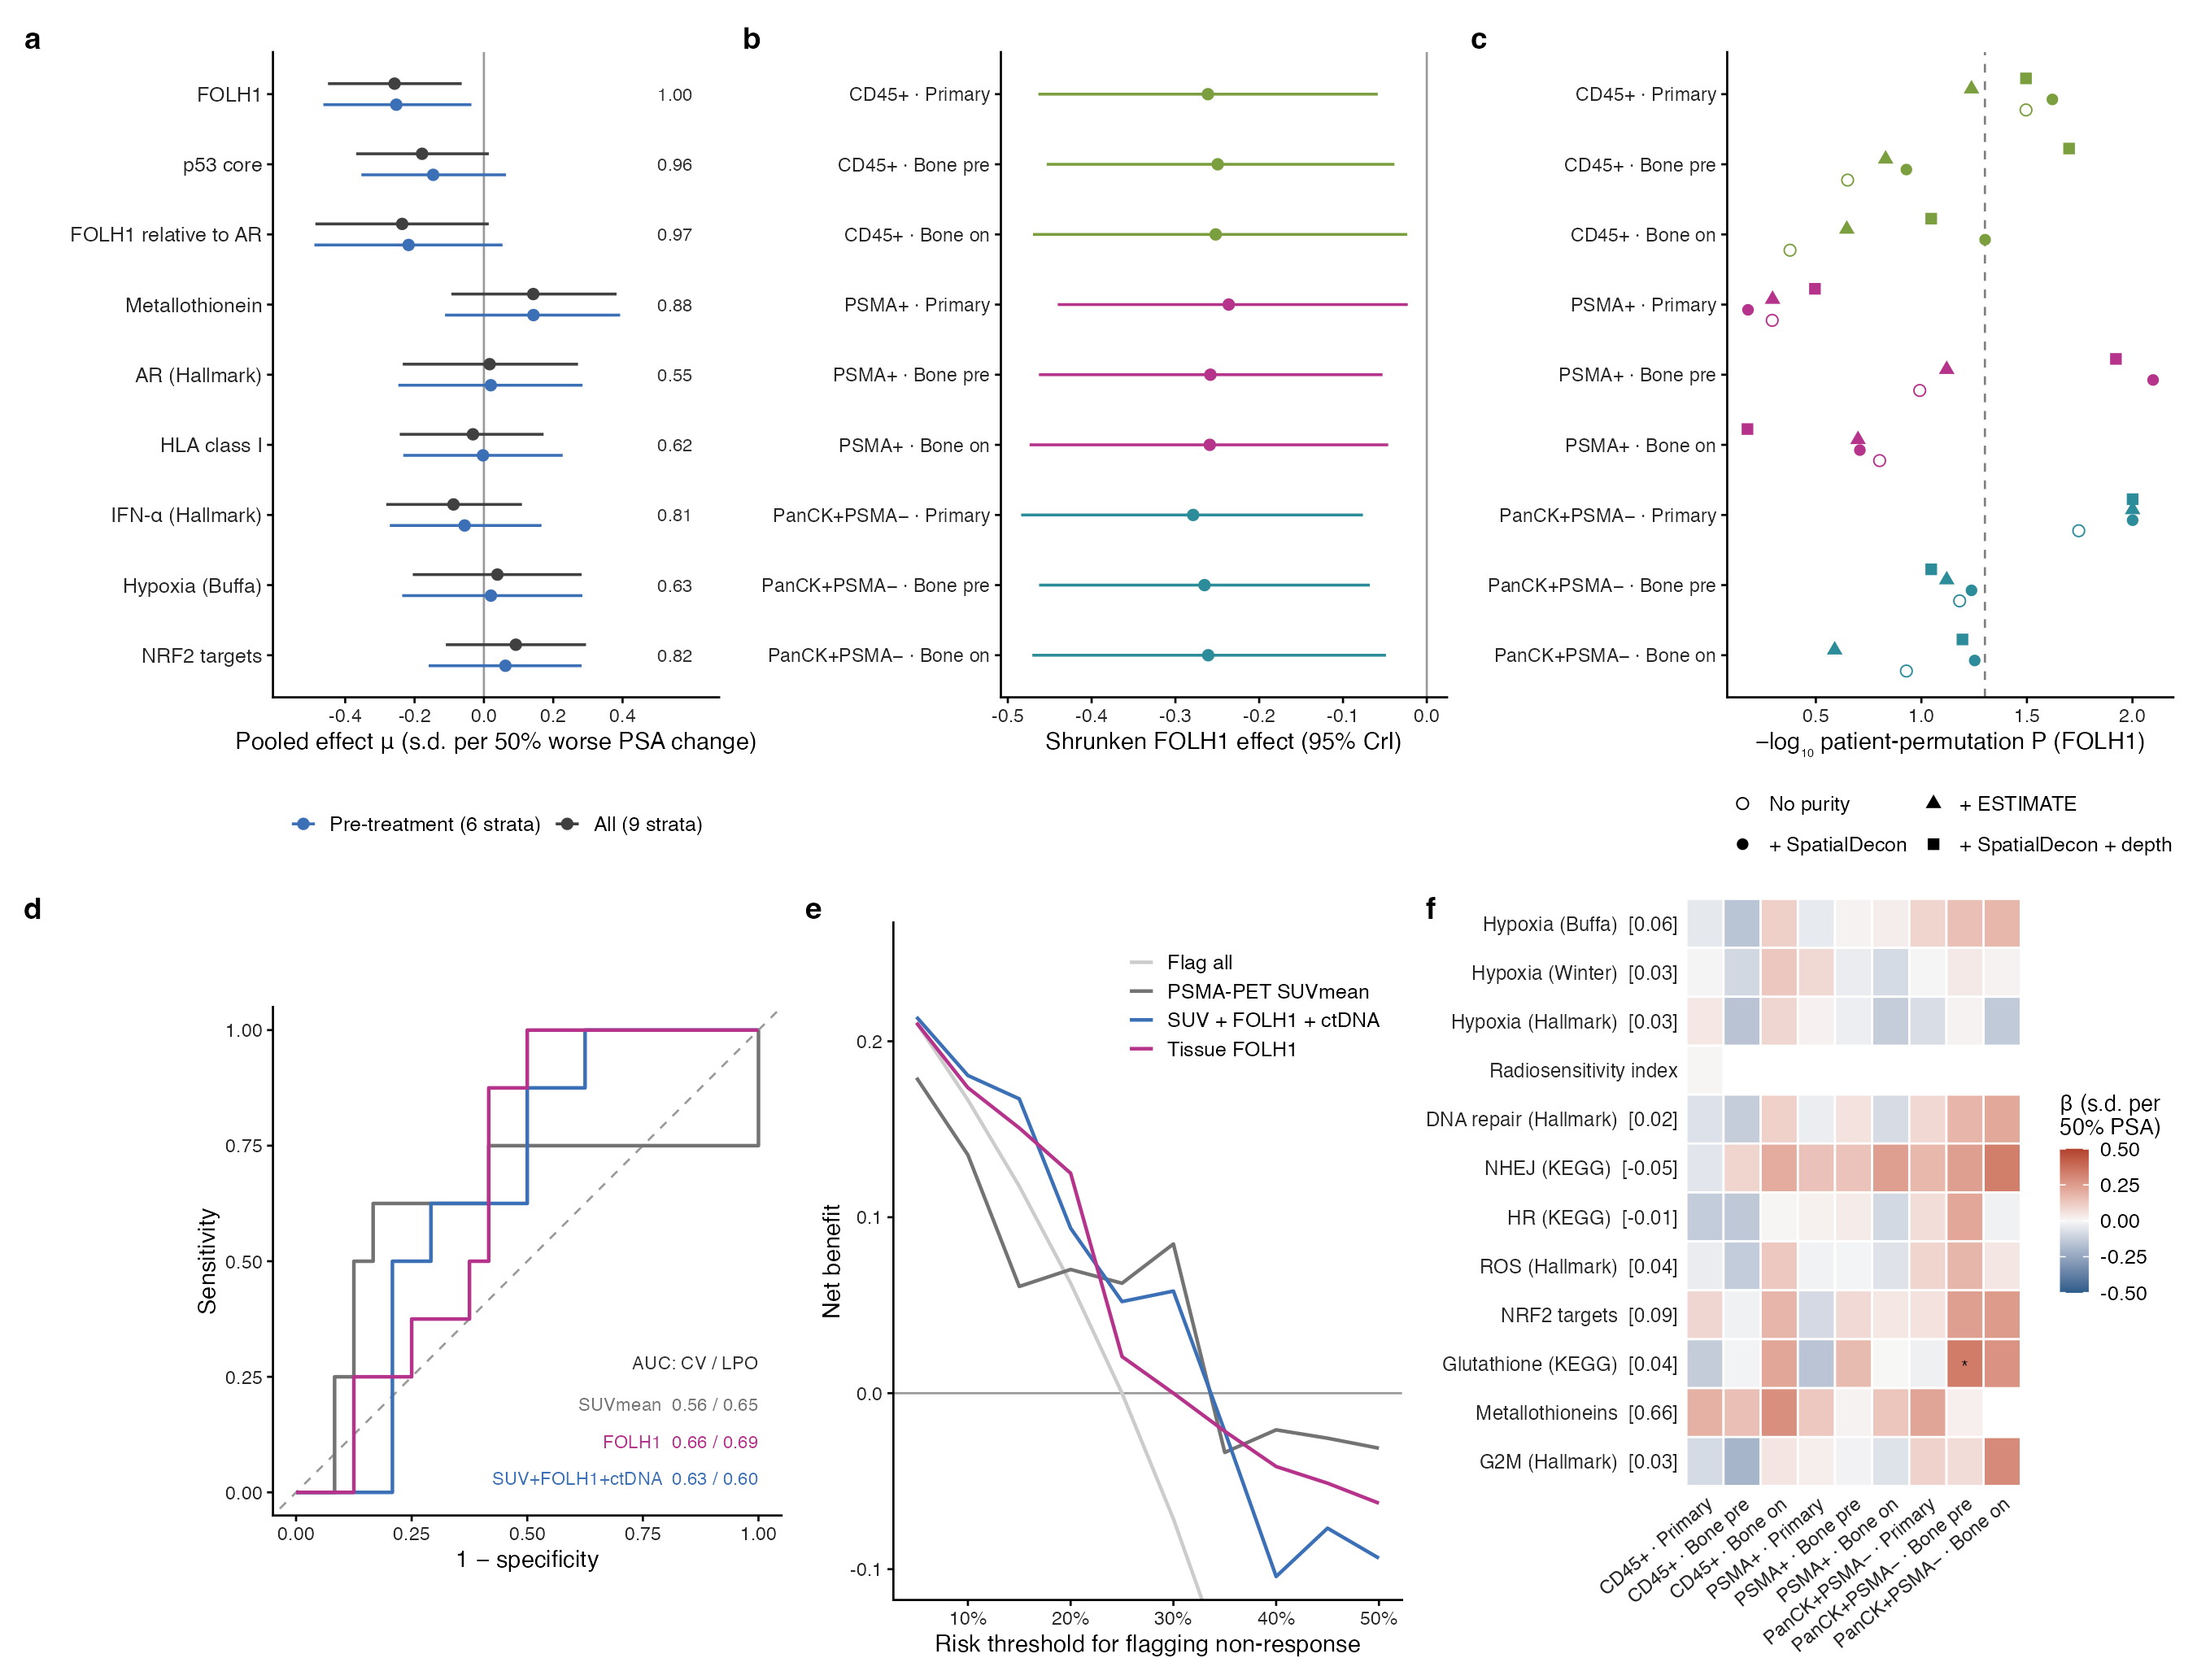 a
FOLH1
p53 core
FOLH1 relative to AR
Metallothionein
AR (Hallmark)
HLA class I
IFN-α (Hallmark)
Hypoxia (Buffa)
NRF2 targets
1.00
0.96
0.97
0.88
0.55
0.62
0.81
0.63
0.82
-0.4 -0.2 0.0 0.2 0.4
Pooled effect μ (s.d. per 50% worse PSA change)
Pre-treatment (6 strata) All (9 strata)
b
CD45+ · Primary
CD45+ · Bone pre
CD45+ · Bone on
PSMA+ · Primary
PSMA+ · Bone pre
PSMA+ · Bone on
PanCK+PSMA− · Primary
PanCK+PSMA− · Bone pre
PanCK+PSMA− · Bone on
-0.5 -0.4 -0.3 -0.2 -0.1 0.0
Shrunken FOLH1 effect (95% CrI)
c
CD45+ · Primary
CD45+ · Bone pre
CD45+ · Bone on
PSMA+ · Primary
PSMA+ · Bone pre
PSMA+ · Bone on
PanCK+PSMA− · Primary
PanCK+PSMA− · Bone pre
PanCK+PSMA− · Bone on
0.5 1.0 1.5 2.0
−log10 patient-permutation P (FOLH1)
No purity + ESTIMATE
+ SpatialDecon + SpatialDecon + depth
d
Sensitivity
1.00
0.75
0.50
0.25
0.00
AUC: CV / LPO
SUVmean 0.56 / 0.65
FOLH1 0.66 / 0.69
SUV+FOLH1+ctDNA 0.63 / 0.60
0.00 0.25 0.50 0.75 1.00
1 − specificity
e
Net benefit
0.2
0.1
0.0
-0.1
Flag all
PSMA-PET SUVmean
SUV + FOLH1 + ctDNA
Tissue FOLH1
10% 20% 30% 40% 50%
Risk threshold for flagging non-response
f
Hypoxia (Buffa) [0.06]
Hypoxia (Winter) [0.03]
Hypoxia (Hallmark) [0.03]
Radiosensitivity index
DNA repair (Hallmark) [0.02]
NHEJ (KEGG) [-0.05]
HR (KEGG) [-0.01]
ROS (Hallmark) [0.04]
NRF2 targets [0.09]
Glutathione (KEGG) [0.04]
*
Metallothioneins [0.66]
G2M (Hallmark) [0.03]
CD45+ · Primary
CD45+ · Bone pre
CD45+ · Bone on
PSMA+ · Primary
PSMA+ · Bone pre
PSMA+ · Bone on
PanCK+PSMA− · Primary
PanCK+PSMA− · Bone pre
PanCK+PSMA− · Bone on
β (s.d. per
50% PSA)
0.50
0.25
0.00
-0.25
-0.50